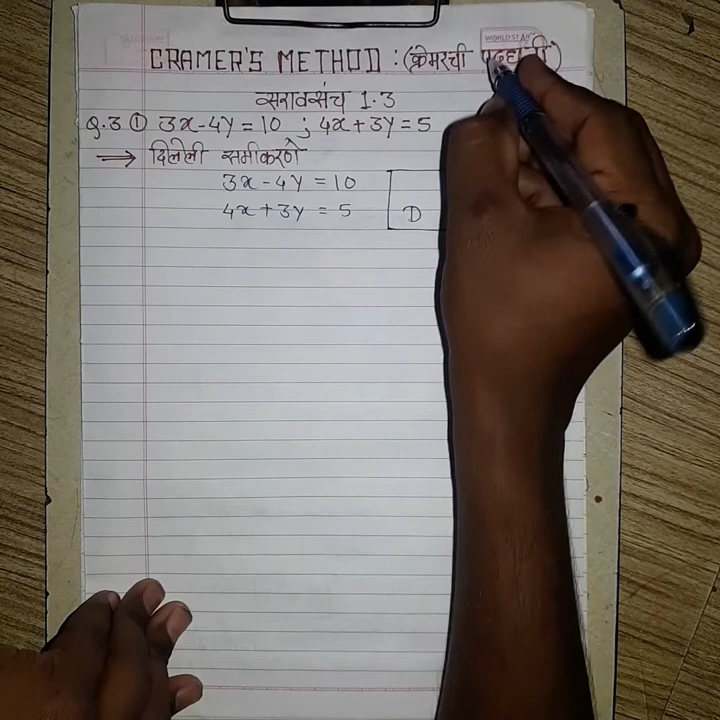 WORLDSTAR
CRAMER'S METHOD : (क्रेमरची पद्धती)
सरावसंच 1.3
Q.3 ① 3x-4y=10 ; 4x+3y=5
⇒ दिलेली समीकरणे
3x-4y=10
4x+3y=5
D